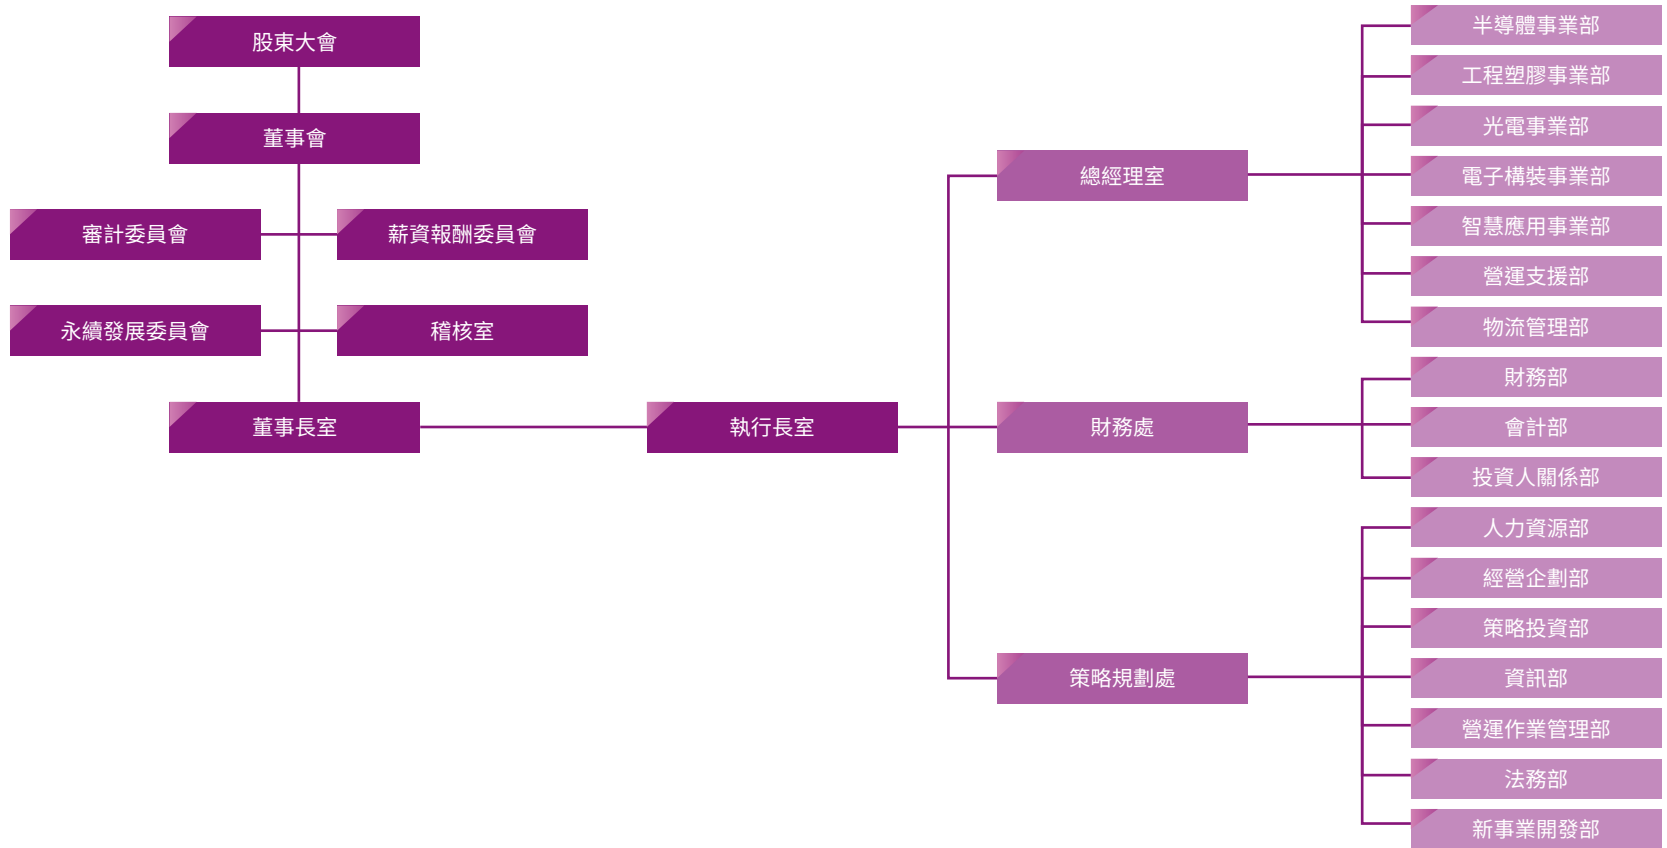 股東大會
董事會
審計委員會
薪資報酬委員會
永續發展委員會
稽核室
董事長室
執行長室
總經理室
財務處
策略規劃處
半導體事業部
工程塑膠事業部
光電事業部
電子構裝事業部
智慧應用事業部
營運支援部
物流管理部
財務部
會計部
投資人關係部
人力資源部
經營企劃部
策略投資部
資訊部
營運作業管理部
法務部
新事業開發部